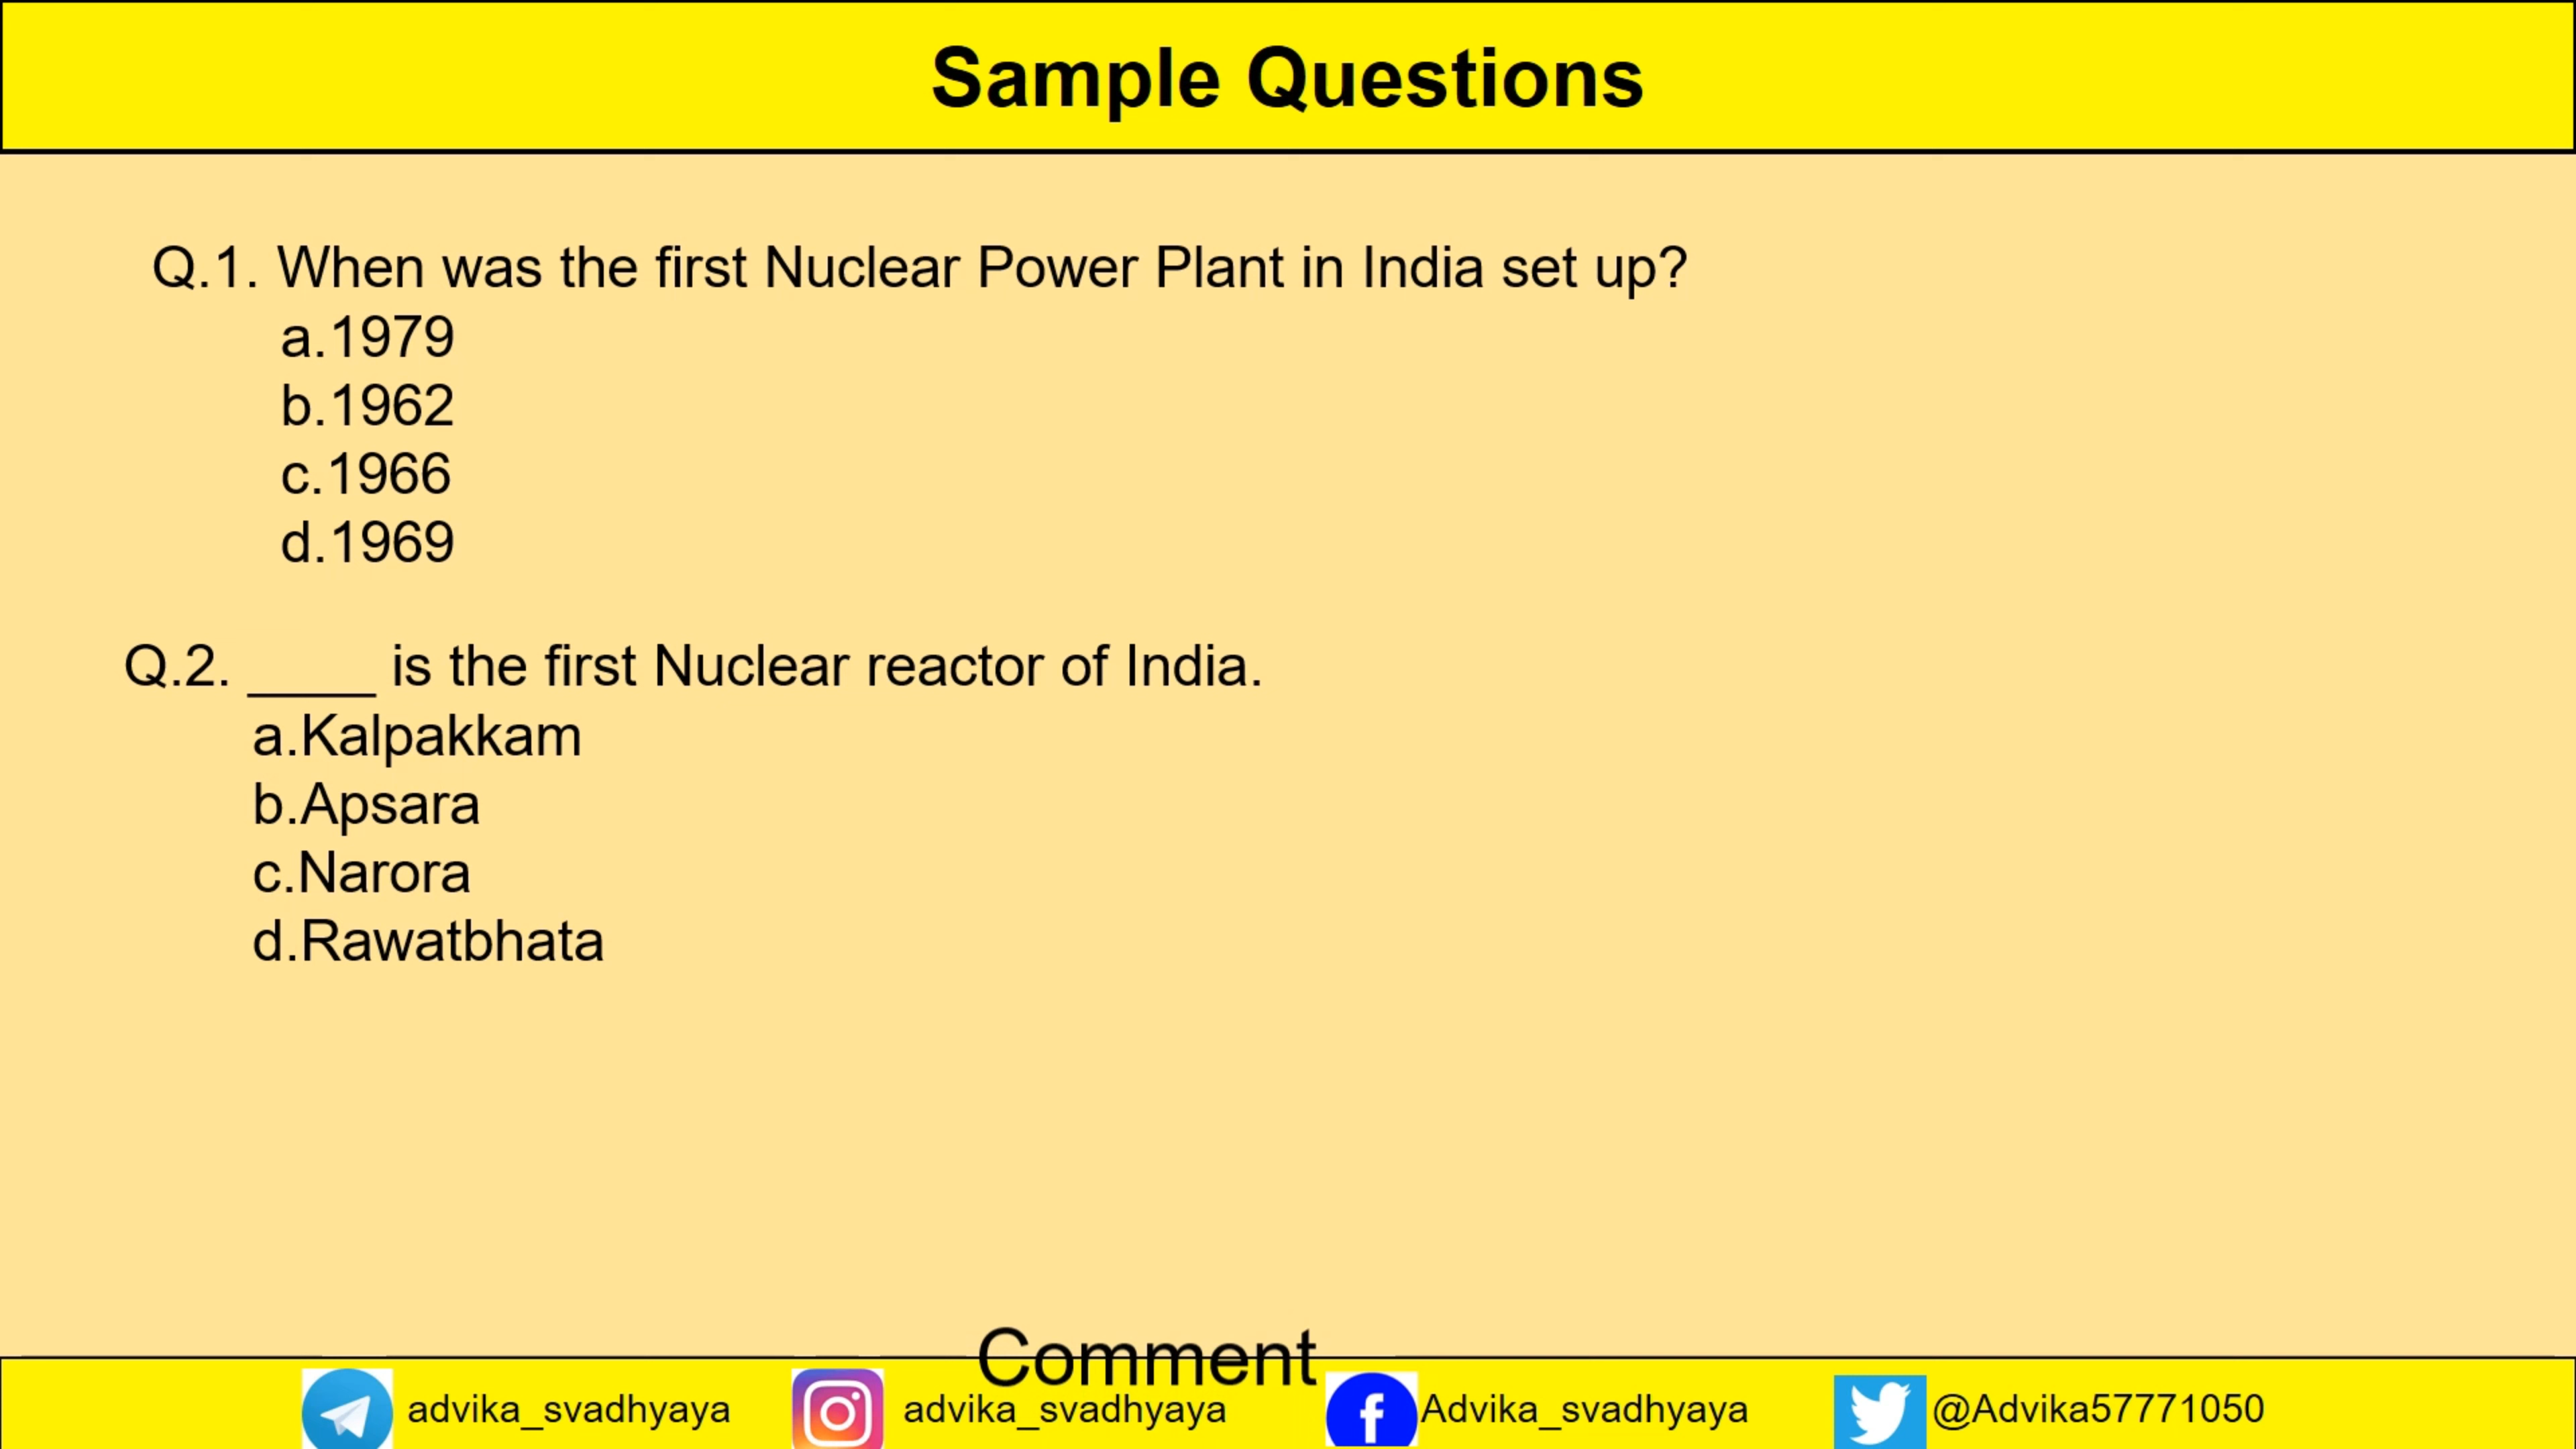 Sample Questions
Q.1. When was the first Nuclear Power Plant in India set up?
a.1979
b.1962
c.1966
d.1969
Q.2. ____ is the first Nuclear reactor of India.
a.Kalpakkam
b.Apsara
c.Narora
d.Rawatbhata
Comment
advika_svadhyaya advika_svadhyaya Advika_svadhyaya @Advika57771050